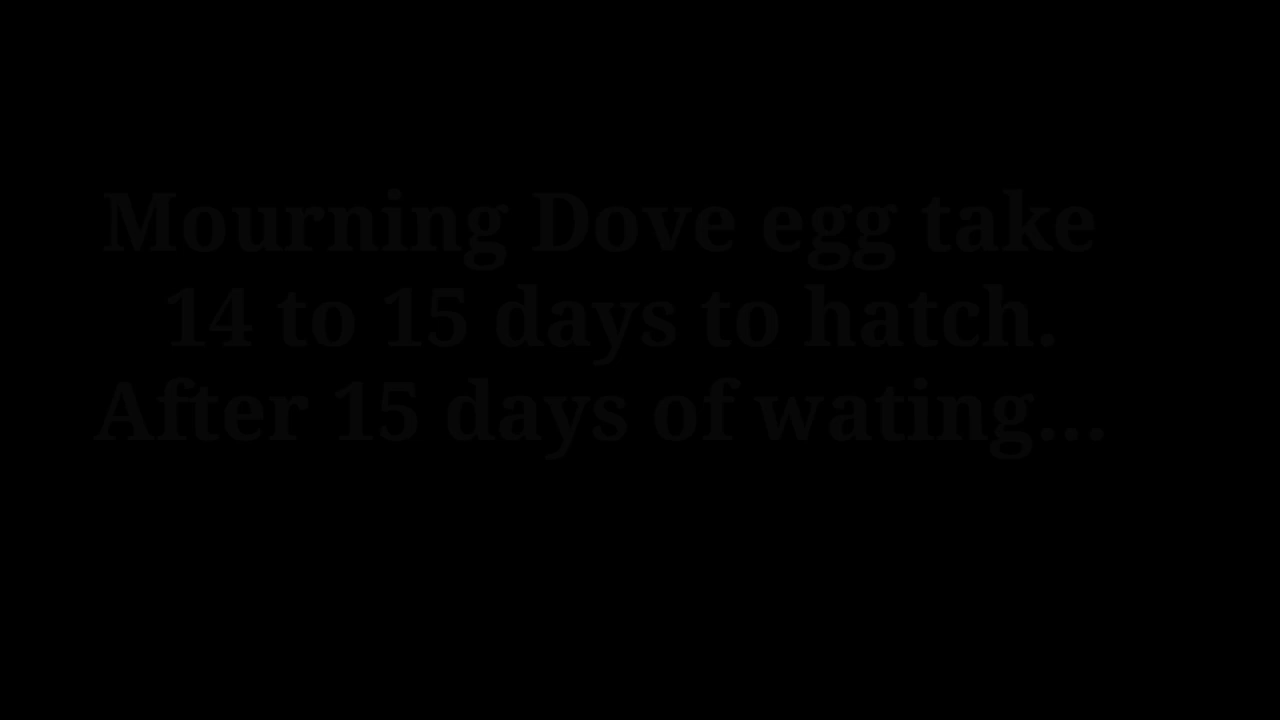 Mourning Dove egg take
14 to 15 days to hatch.
After 15 days of wating...